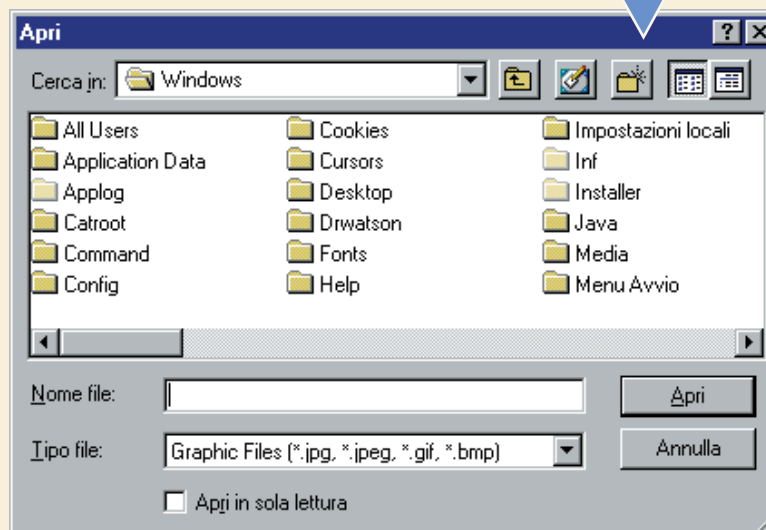 Apri
Cerca in: Windows
All Users Cookies Impostazioni locali
Application Data Cursors Inf
Applog Desktop Installer
Catroot Drwatson Java
Command Fonts Media
Config Help Menu Avvio
Nome file: Apri
Tipo file: Graphic Files (*.jpg, *.jpeg, *.gif, *.bmp) Annulla
Apri in sola lettura